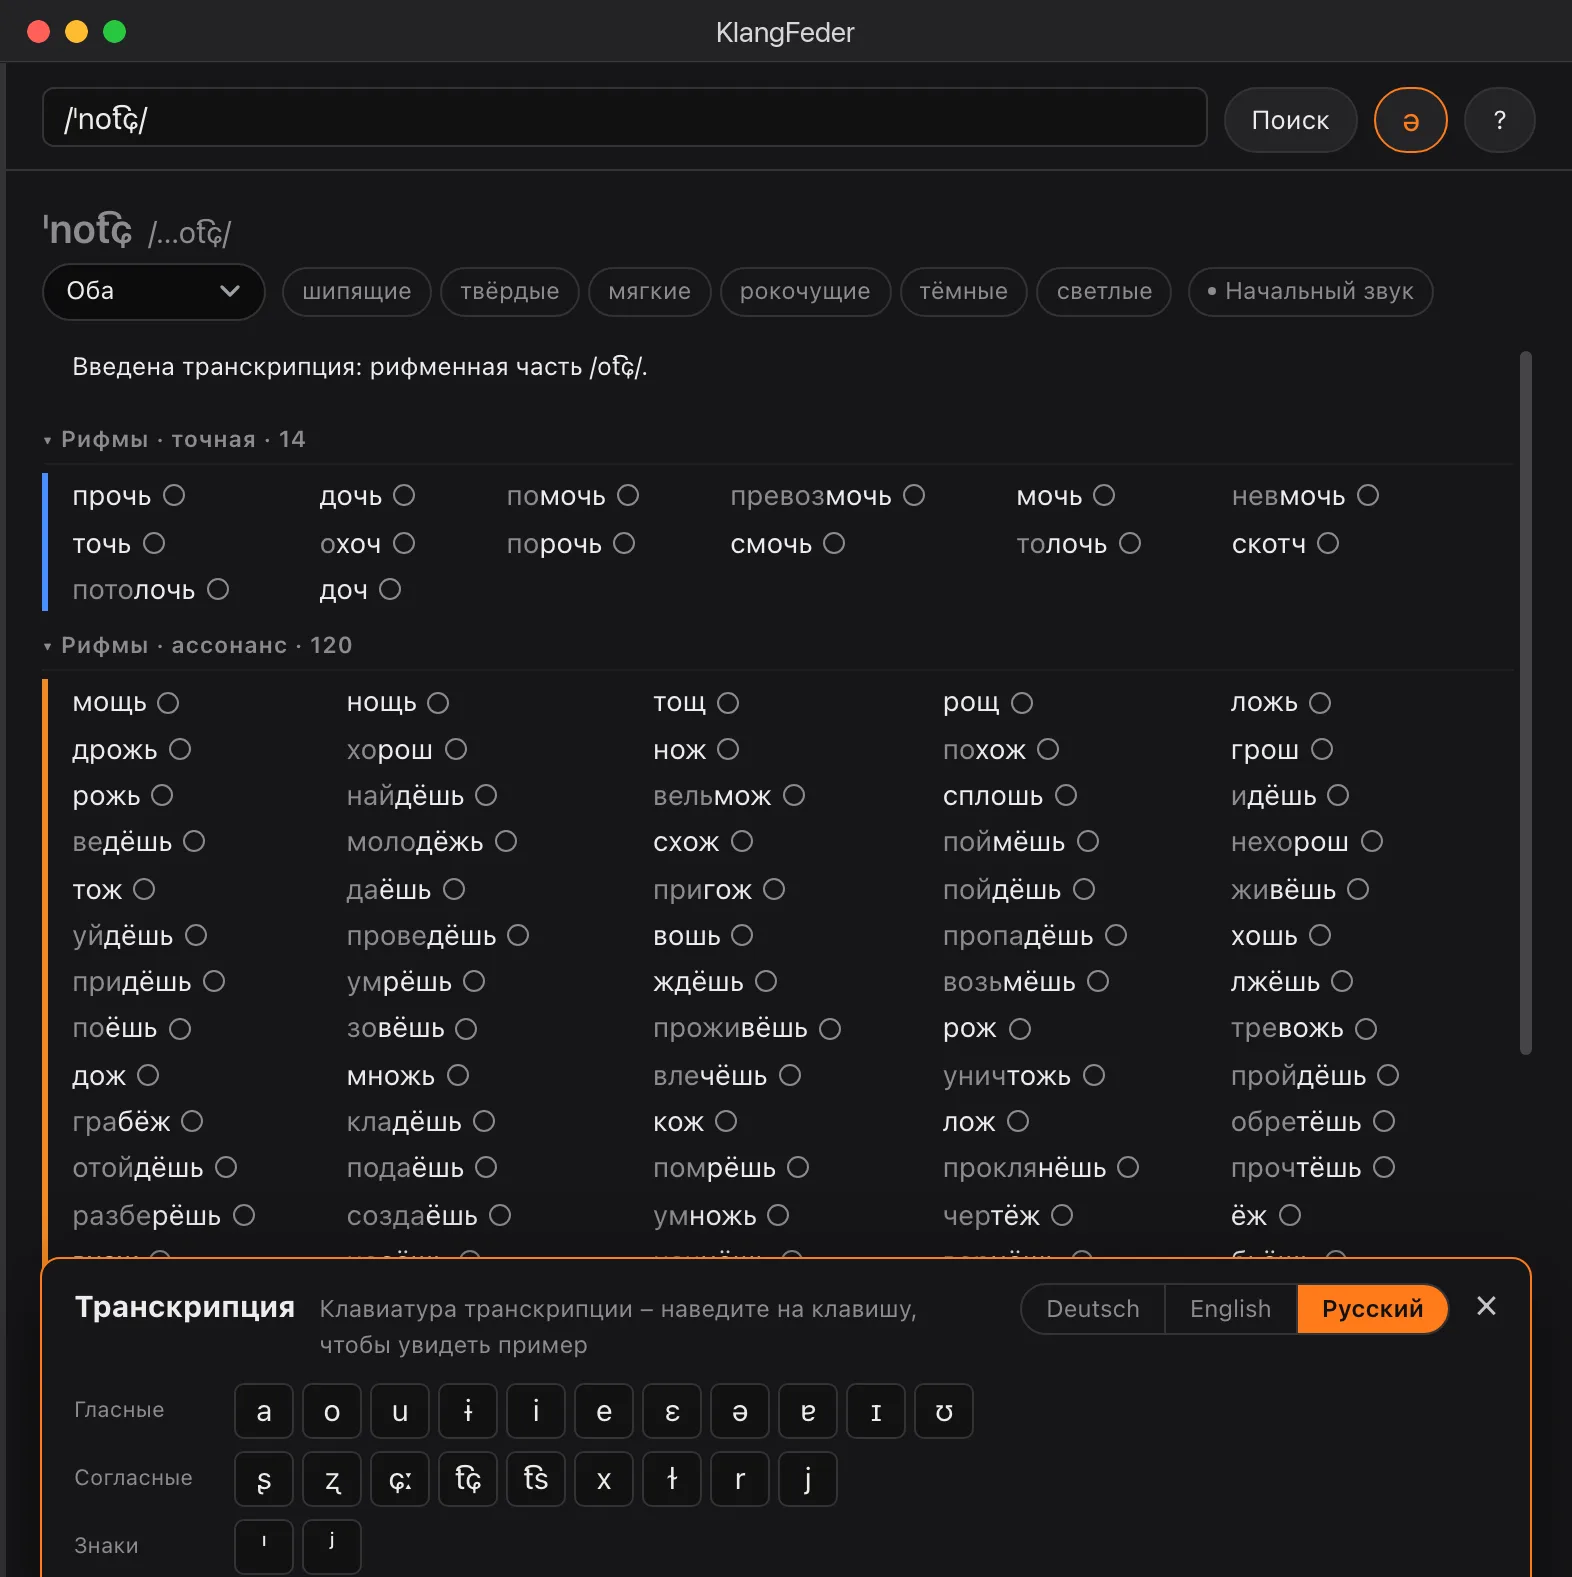 KlangFeder
/ˈnot͡ɕ/ Поиск ə ?
ˈnot͡ɕ /…ot͡ɕ/
Оба шипящие твёрдые мягкие рокочущие тёмные светлые • Начальный звук
Введена транскрипция: рифменная часть /ot͡ɕ/.
▾ Рифмы · точная · 14
прочь дочь помочь превозмочь мочь невмочь
точь охоч порочь смочь толочь скотч
потолочь доч
▾ Рифмы · ассонанс · 120
мощь нощь тощ рощ ложь
дрожь хорош нож похож грош
рожь найдёшь вельмож сплошь идёшь
ведёшь молодёжь схож поймёшь нехорош
тож даёшь пригож пойдёшь живёшь
уйдёшь проведёшь вошь пропадёшь хошь
придёшь умрёшь ждёшь возьмёшь лжёшь
поёшь зовёшь проживёшь рож тревожь
дож множь влечёшь уничтожь пройдёшь
грабёж кладёшь кож лож обретёшь
отойдёшь подаёшь помрёшь проклянёшь прочтёшь
разберёшь создаёшь умножь чертёж ёж
Транскрипция Клавиатура транскрипции – наведите на клавишу, Deutsch English Русский ✕
чтобы увидеть пример
Гласные a o u ɨ i e ɛ ə ɐ ɪ ʊ
Согласные ʂ ʐ ɕː t͡ɕ t͡s x ɫ r j
Знаки ˈ ʲ